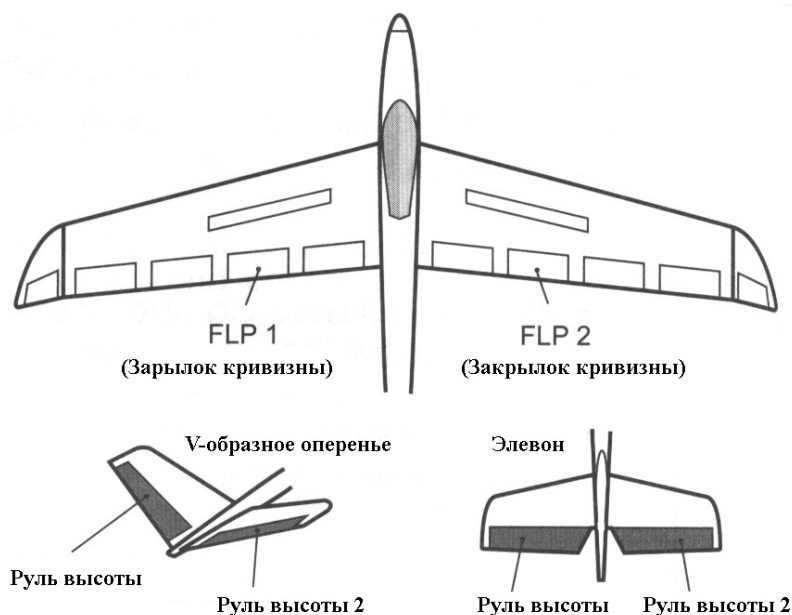 FLP 1 FLP 2
(Зарылок кривизны) (Закрылок кривизны)
V-образное оперенье Элевон
Руль высоты
Руль высоты 2 Руль высоты Руль высоты 2